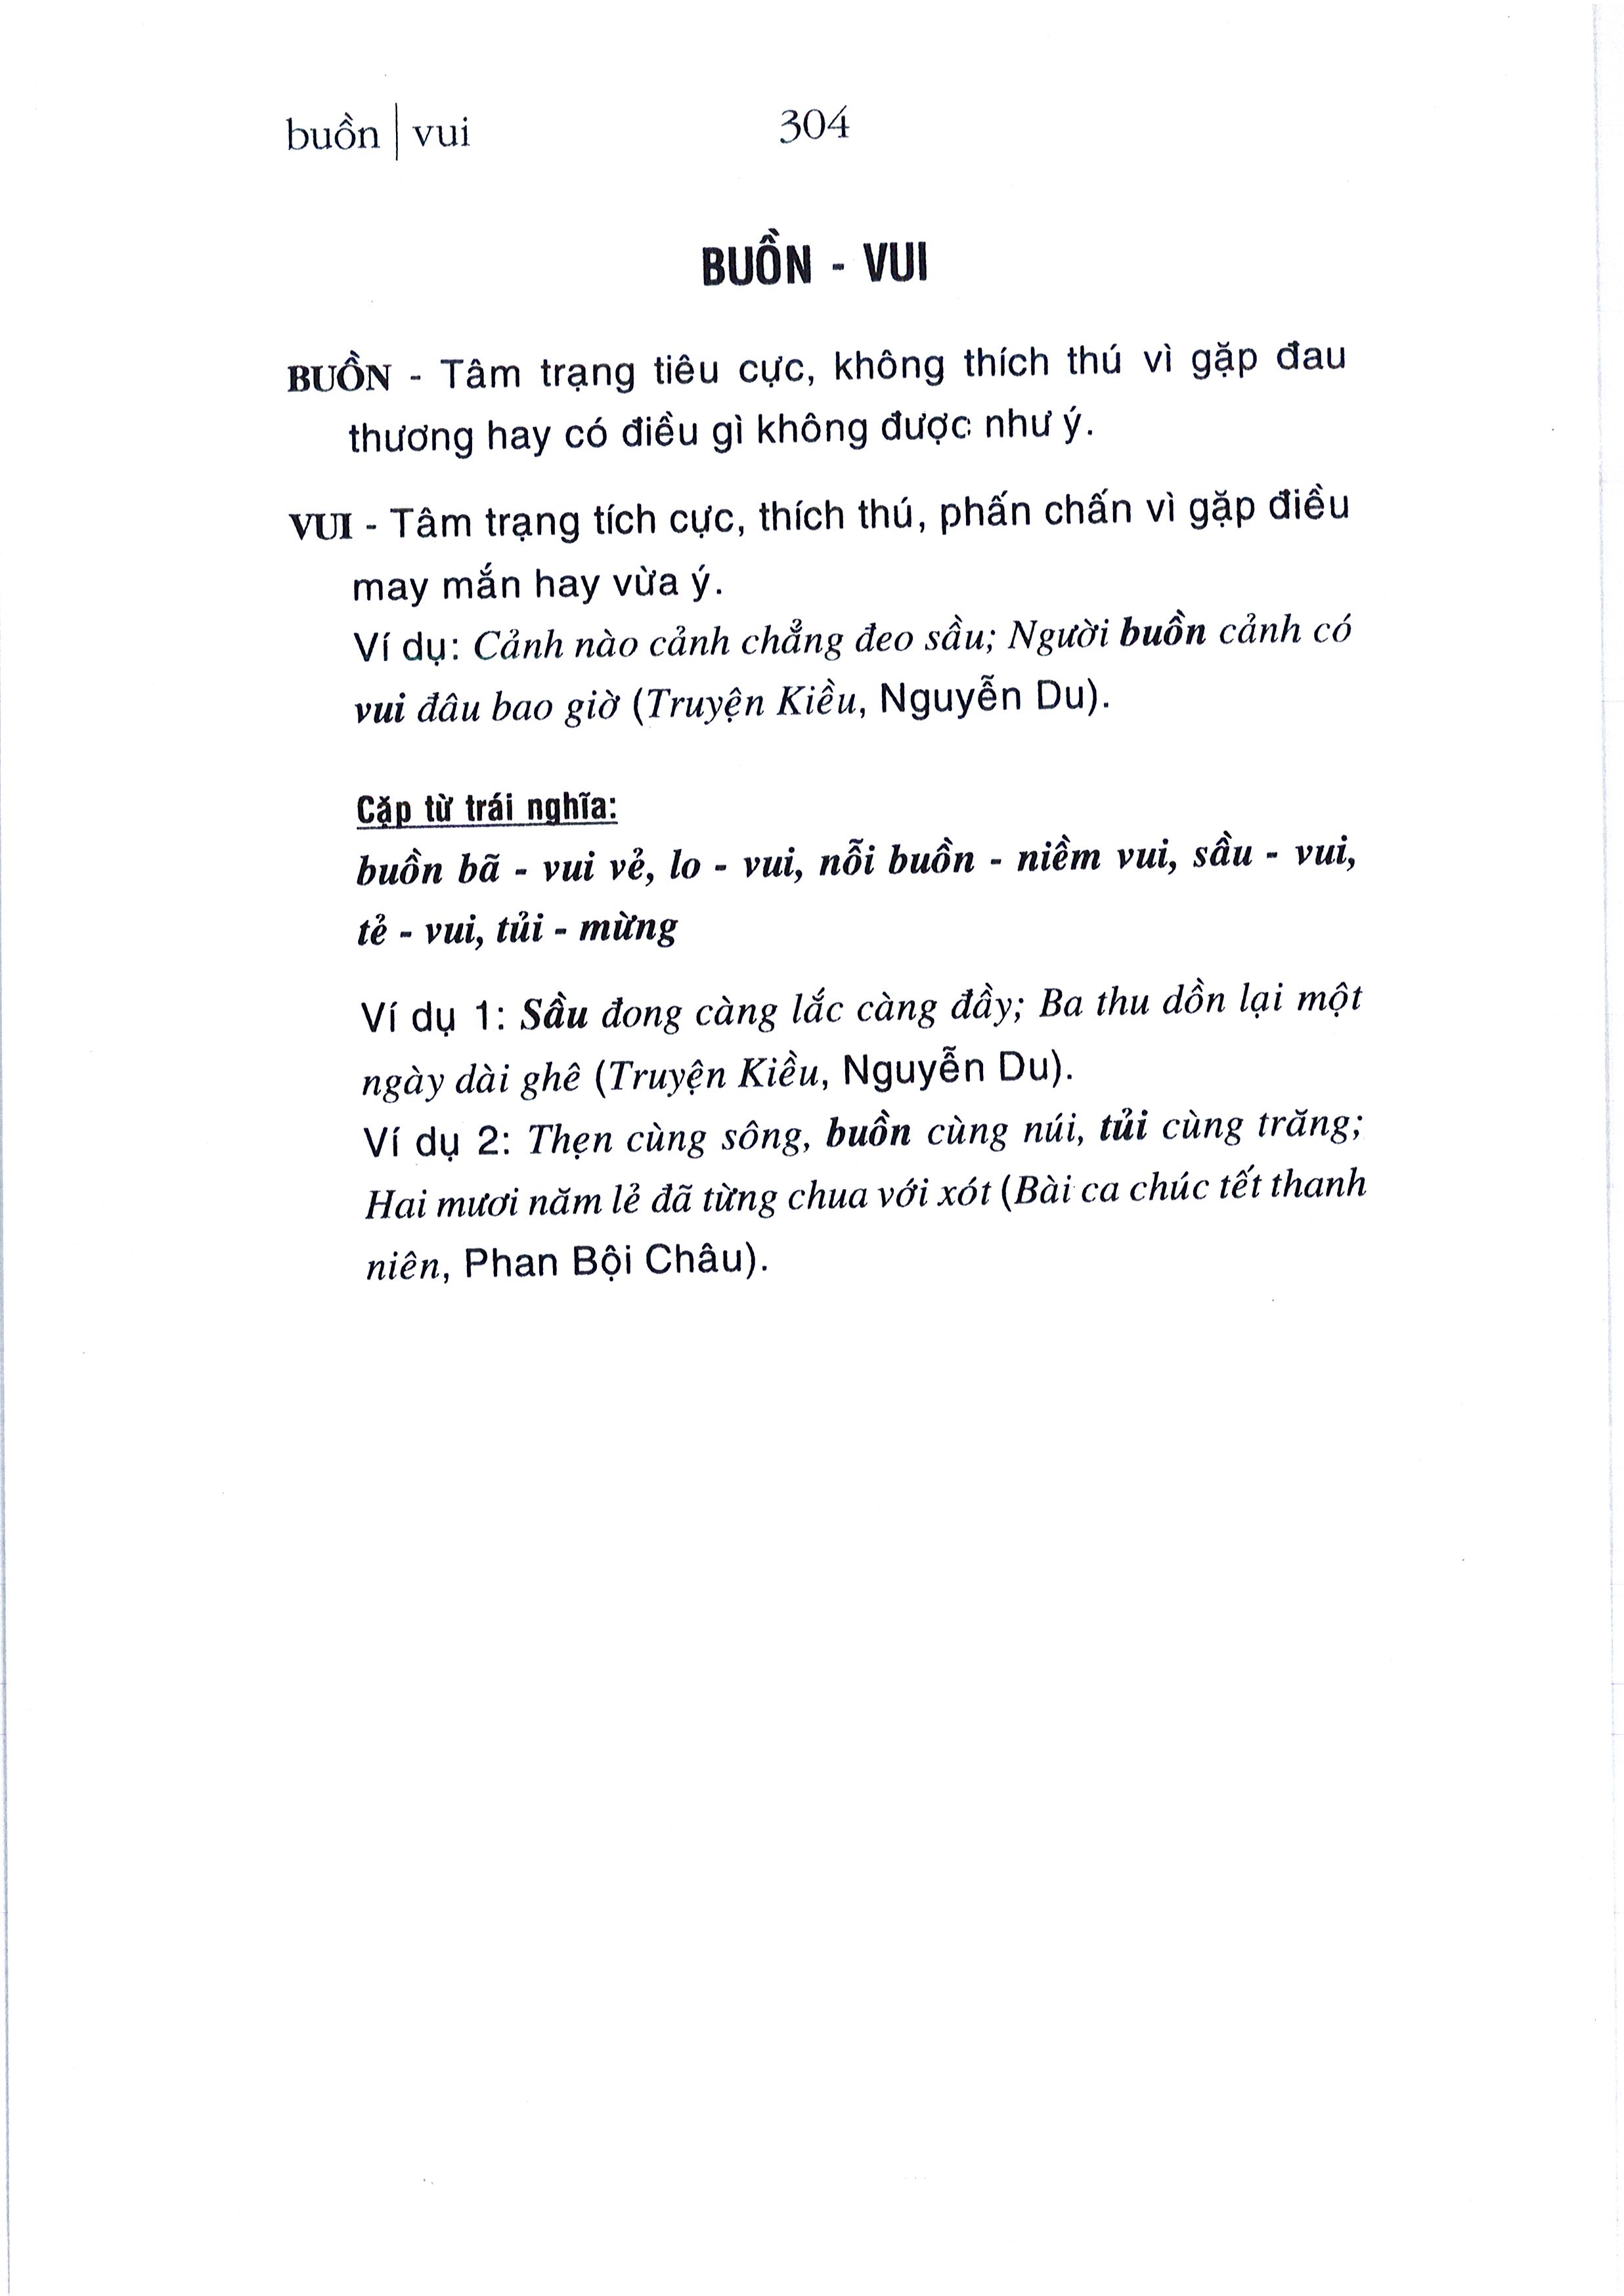 buồn | vui
304
BUỒN - VUI
BUỒN - Tâm trạng tiêu cực, không thích thú vì gặp đau
thương hay có điều gì không được như ý.
VUI - Tâm trạng tích cực, thích thú, phấn chấn vì gặp điều
may mắn hay vừa ý.
Ví dụ: Cảnh nào cảnh chẳng đeo sầu; Người buồn cảnh có
vui đâu bao giờ (Truyện Kiều, Nguyễn Du).
Cặp từ trái nghĩa:
buồn bã - vui vẻ, lo - vui, nỗi buồn - niềm vui, sầu - vui,
tẻ - vui, tủi - mừng
Ví dụ 1: Sầu đong càng lắc càng đầy; Ba thu dồn lại một
ngày dài ghê (Truyện Kiều, Nguyễn Du).
Ví dụ 2: Thẹn cùng sông, buồn cùng núi, tủi cùng trăng;
Hai mươi năm lẻ đã từng chua với xót (Bài ca chúc tết thanh
niên, Phan Bội Châu).